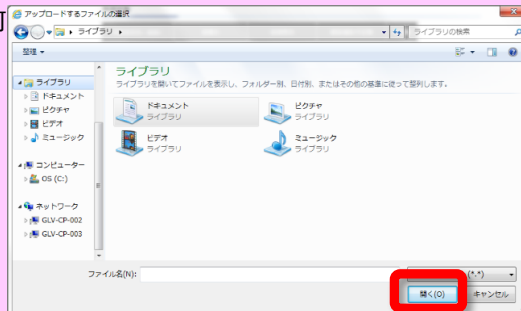 アップロードするファイルの選択
ライブラリ
ライブラリの検索
整理
ライブラリ
ライブラリを開いてファイルを表示し、フォルダー別、日付別、またはその他の基準に従って整列します。
ライブラリ
ドキュメント
ピクチャ
ビデオ
ミュージック
コンピューター
OS (C:)
ネットワーク
GLV-CP-002
GLV-CP-003
ドキュメント
ライブラリ
ピクチャ
ライブラリ
ビデオ
ライブラリ
ミュージック
ライブラリ
ファイル名(N):
(*.*)
開く(O)
キャンセル